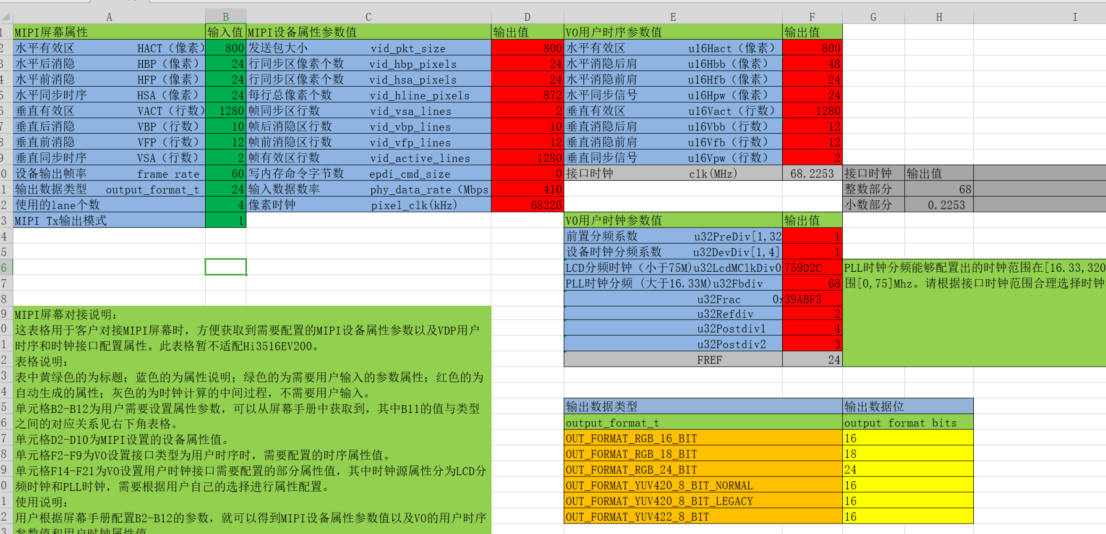 A B C D E F G H I
MIPI屏幕属性 输入值 MIPI设备属性参数值 输出值 VO用户时序参数值 输出值
2 水平有效区 HACT（像素） 800 发送包大小 vid_pkt_size 800 水平有效区 u16Hact（像素） 800
3 水平后消隐 HBP（像素） 24 行同步区像素个数 vid_hbp_pixels 24 水平消隐后肩 u16Hbb（像素） 48
4 水平前消隐 HFP（像素） 24 行同步区像素个数 vid_hsa_pixels 24 水平消隐前肩 u16Hfb（像素） 24
5 水平同步时序 HSA（像素） 24 每行总像素个数 vid_hline_pixels 872 水平同步信号 u16Hpw（像素） 24
6 垂直有效区 VACT（行数） 1280 帧同步区行数 vid_vsa_lines 2 垂直有效区 u16Vact（行数） 1280
7 垂直后消隐 VBP（行数） 10 帧后消隐区行数 vid_vbp_lines 10 垂直消隐后肩 u16Vbb（行数） 12
8 垂直前消隐 VFP（行数） 12 帧前消隐区行数 vid_vfp_lines 12 垂直消隐前肩 u16Vfb（行数） 12
9 垂直同步时序 VSA（行数） 2 帧有效区行数 vid_active_lines 1280 垂直同步信号 u16Vpw（行数） 2
0 设备输出帧率 frame rate 60 写内存命令字节数 epdi_cmd_size 0 接口时钟 clk(MHz) 68.2253 接口时钟 输出值
1 输出数据类型 output_format_t 24 输入数据数率 phy_data_rate（Mbps 410 整数部分 68
2 使用的lane个数 4 像素时钟 pixel_clk(kHz) 68226 小数部分 0.2253
3 MIPI Tx输出模式 1 VO用户时钟参数值 输出值
4 前置分频系数 u32PreDiv[1,32 1
5 设备时钟分频系数 u32DevDiv[1,4] 1
6 LCD分频时钟（小于75M)u32LcdMClkDiv0 759D2C PLL时钟分频能够配置出的时钟范围在[16.33,320
7 PLL时钟分频（大于16.33M)u32Fbdiv 68 围[0,75]Mhz。请根据接口时钟范围合理选择时钟
8 u32Frac 0x39ABF3
9 MIPI屏幕对接说明： u32Refdiv 2
0 这表格用于客户对接MIPI屏幕时，方便获取到需要配置的MIPI设备属性参数以及VDP用户 u32Postdiv1 4
1 时序和时钟接口配置属性。此表格暂不适配Hi3516EV200。 u32Postdiv2 3
2 表格说明： FREF 24
3 表中黄绿色的为标题；蓝色的为属性说明；绿色的为需要用户输入的参数属性；红色的为
4 自动生成的属性；灰色的为时钟计算的中间过程，不需要用户输入。
5 单元格B2-B12为用户需要设置属性参数，可以从屏幕手册中获取到，其中B11的值与类型 输出数据类型 输出数据位
6 之间的对应关系见右下角表格。 output_format_t output format bits
7 单元格D2-D10为MIPI设置的设备属性值。 OUT_FORMAT_RGB_16_BIT 16
8 单元格F2-F9为VO设置接口类型为用户时序时，需要配置的时序属性值。 OUT_FORMAT_RGB_18_BIT 18
9 单元格F14-F21为VO设置用户时钟接口需要配置的部分属性值，其中时钟源属性分为LCD分 OUT_FORMAT_RGB_24_BIT 24
0 频时钟和PLL时钟，需要根据用户自己的选择进行属性配置。 OUT_FORMAT_YUV420_8_BIT_NORMAL 16
1 使用说明： OUT_FORMAT_YUV420_8_BIT_LEGACY 16
2 用户根据屏幕手册配置B2-B12的参数，就可以得到MIPI设备属性参数值以及VO的用户时序 OUT_FORMAT_YUV422_8_BIT 16
3 参数值和用户时钟属性值